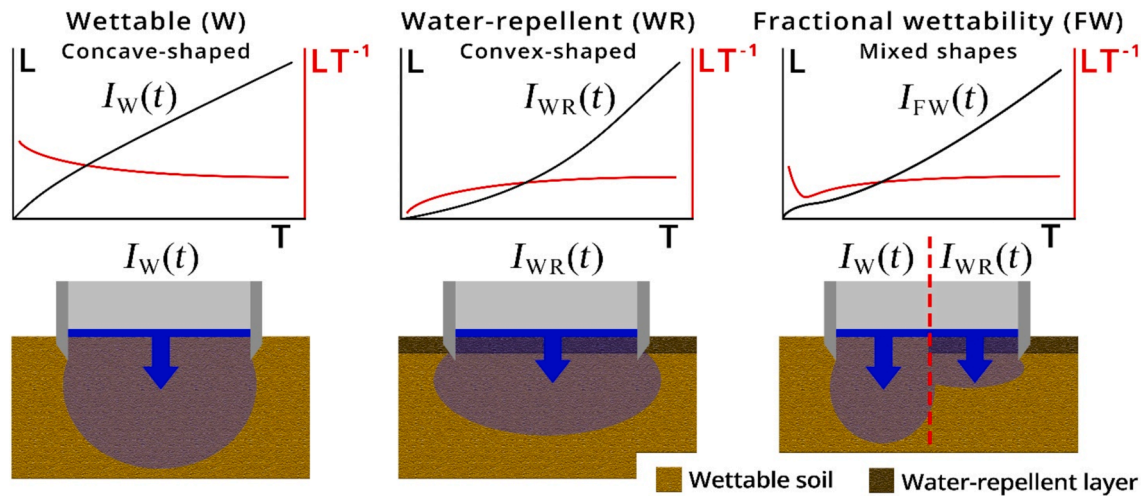 Wettable (W)
Concave-shaped
L
LT⁻¹
I_W(t)
T
Water-repellent (WR)
Convex-shaped
L
LT⁻¹
I_WR(t)
T
Fractional wettability (FW)
Mixed shapes
L
LT⁻¹
I_FW(t)
T
I_W(t)
I_WR(t)
I_W(t)
I_WR(t)
Wettable soil
Water-repellent layer